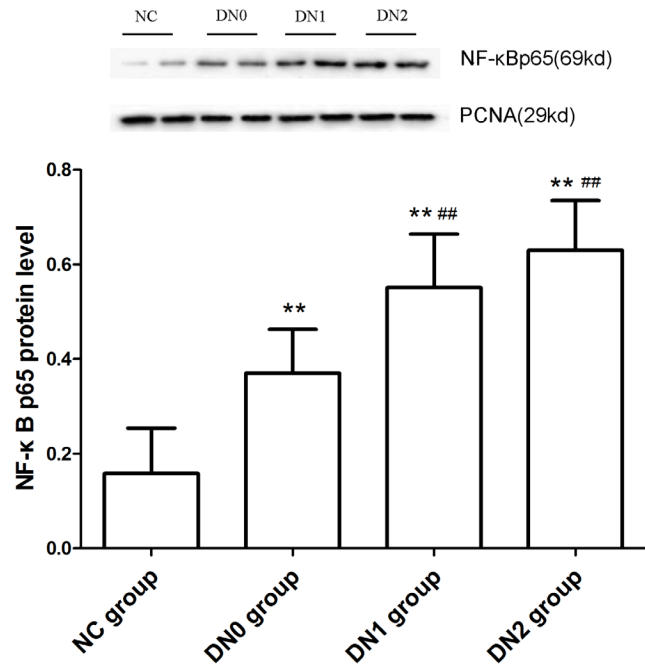 NC DN0 DN1 DN2
NF-κBp65(69kd)
PCNA(29kd)
NF-κ B p65 protein level
0.8
0.6
0.4
0.2
0.0
**
** ##
** ##
NC group
DN0 group
DN1 group
DN2 group